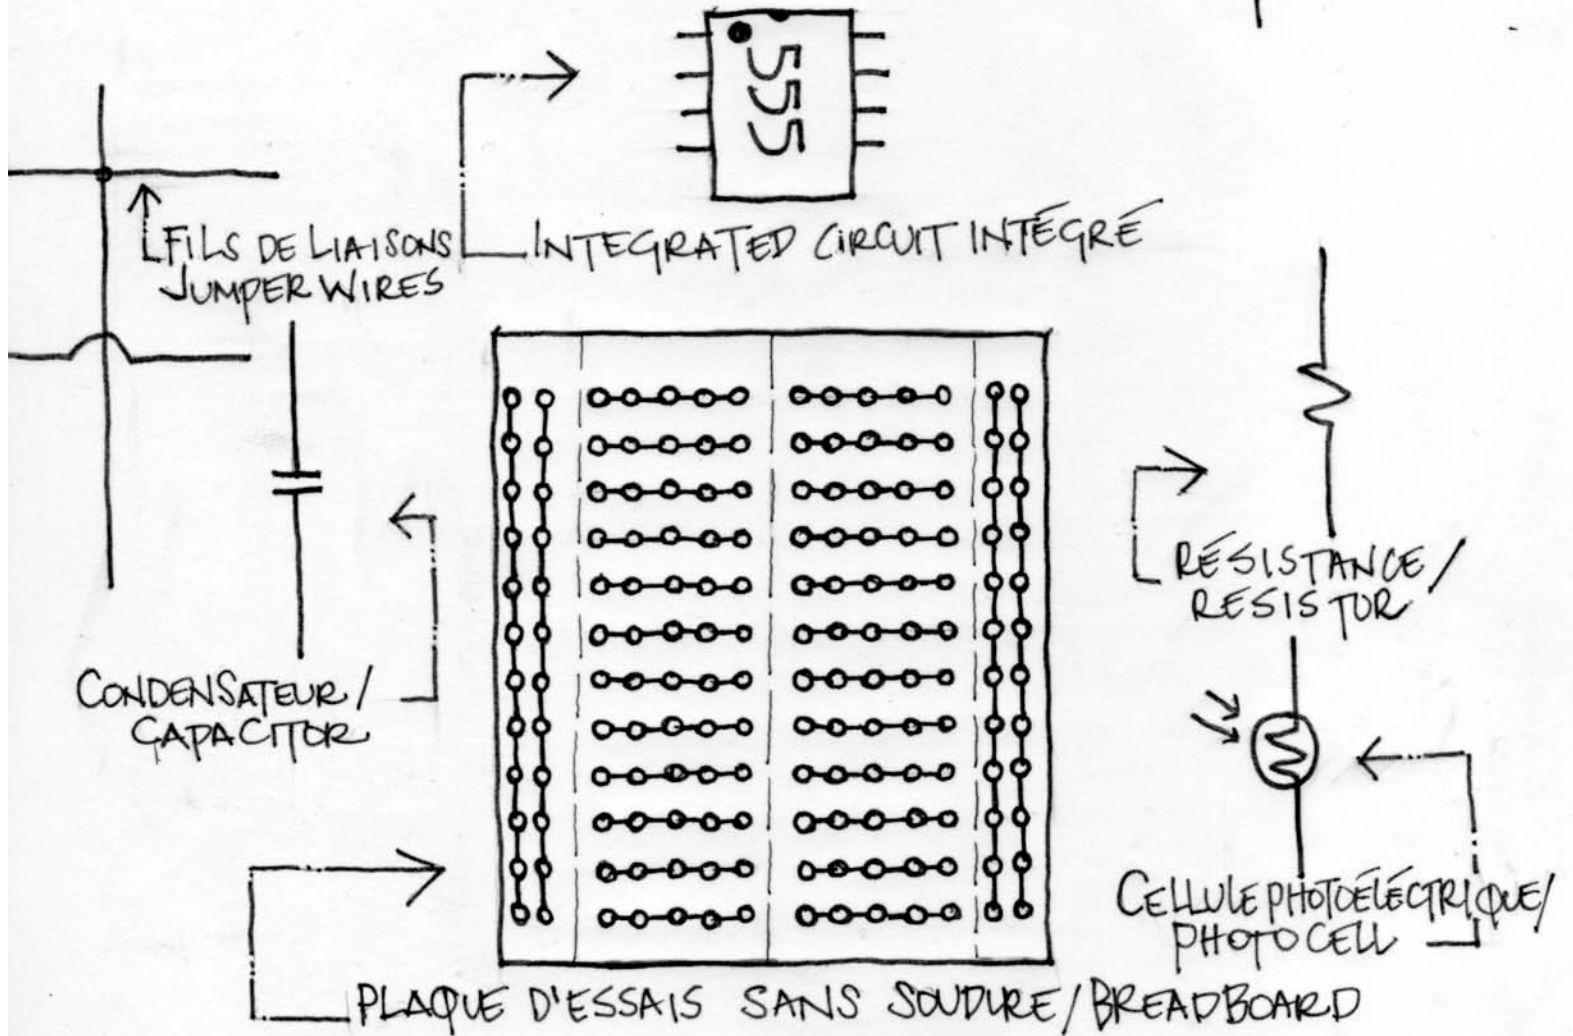 555
FILS DE LIAISONS
JUMPER WIRES
INTEGRATED CIRCUIT INTÉGRÉ
RÉSISTANCE/
RESISTOR
CONDENSATEUR/
CAPACITOR
CELLULE PHOTOÉLÉCTRIQUE/
PHOTOCELL
PLAQUE D'ESSAIS SANS SOUDURE/BREADBOARD